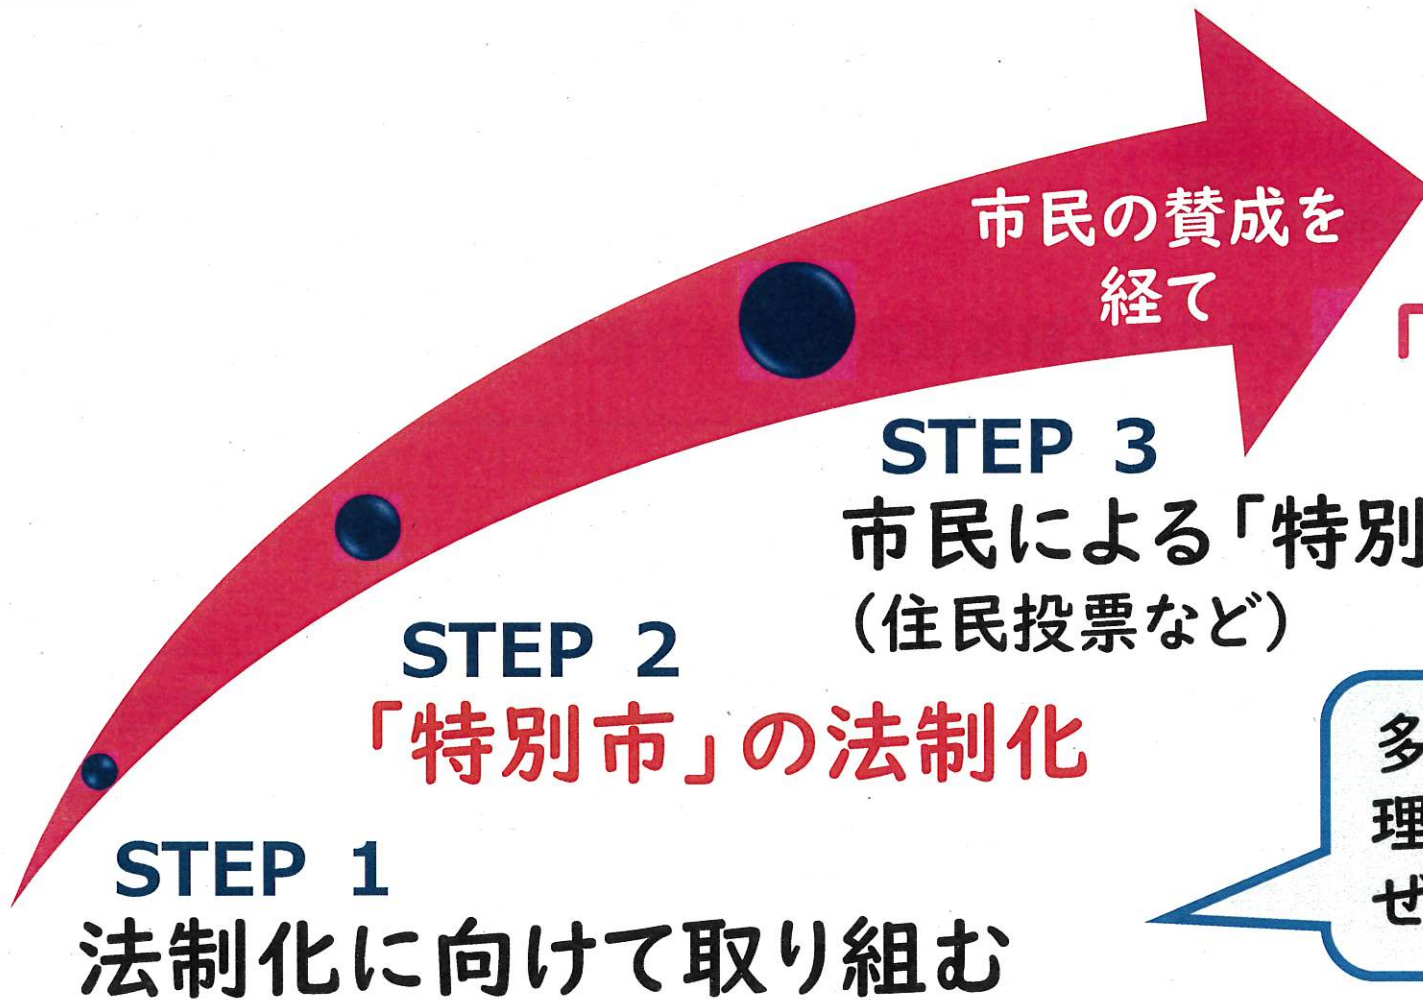 市民の賛成を
経て
「
STEP 3
市民による「特別
（住民投票など）
STEP 2
「特別市」の法制化
多
理
ぜ
STEP 1
法制化に向けて取り組む